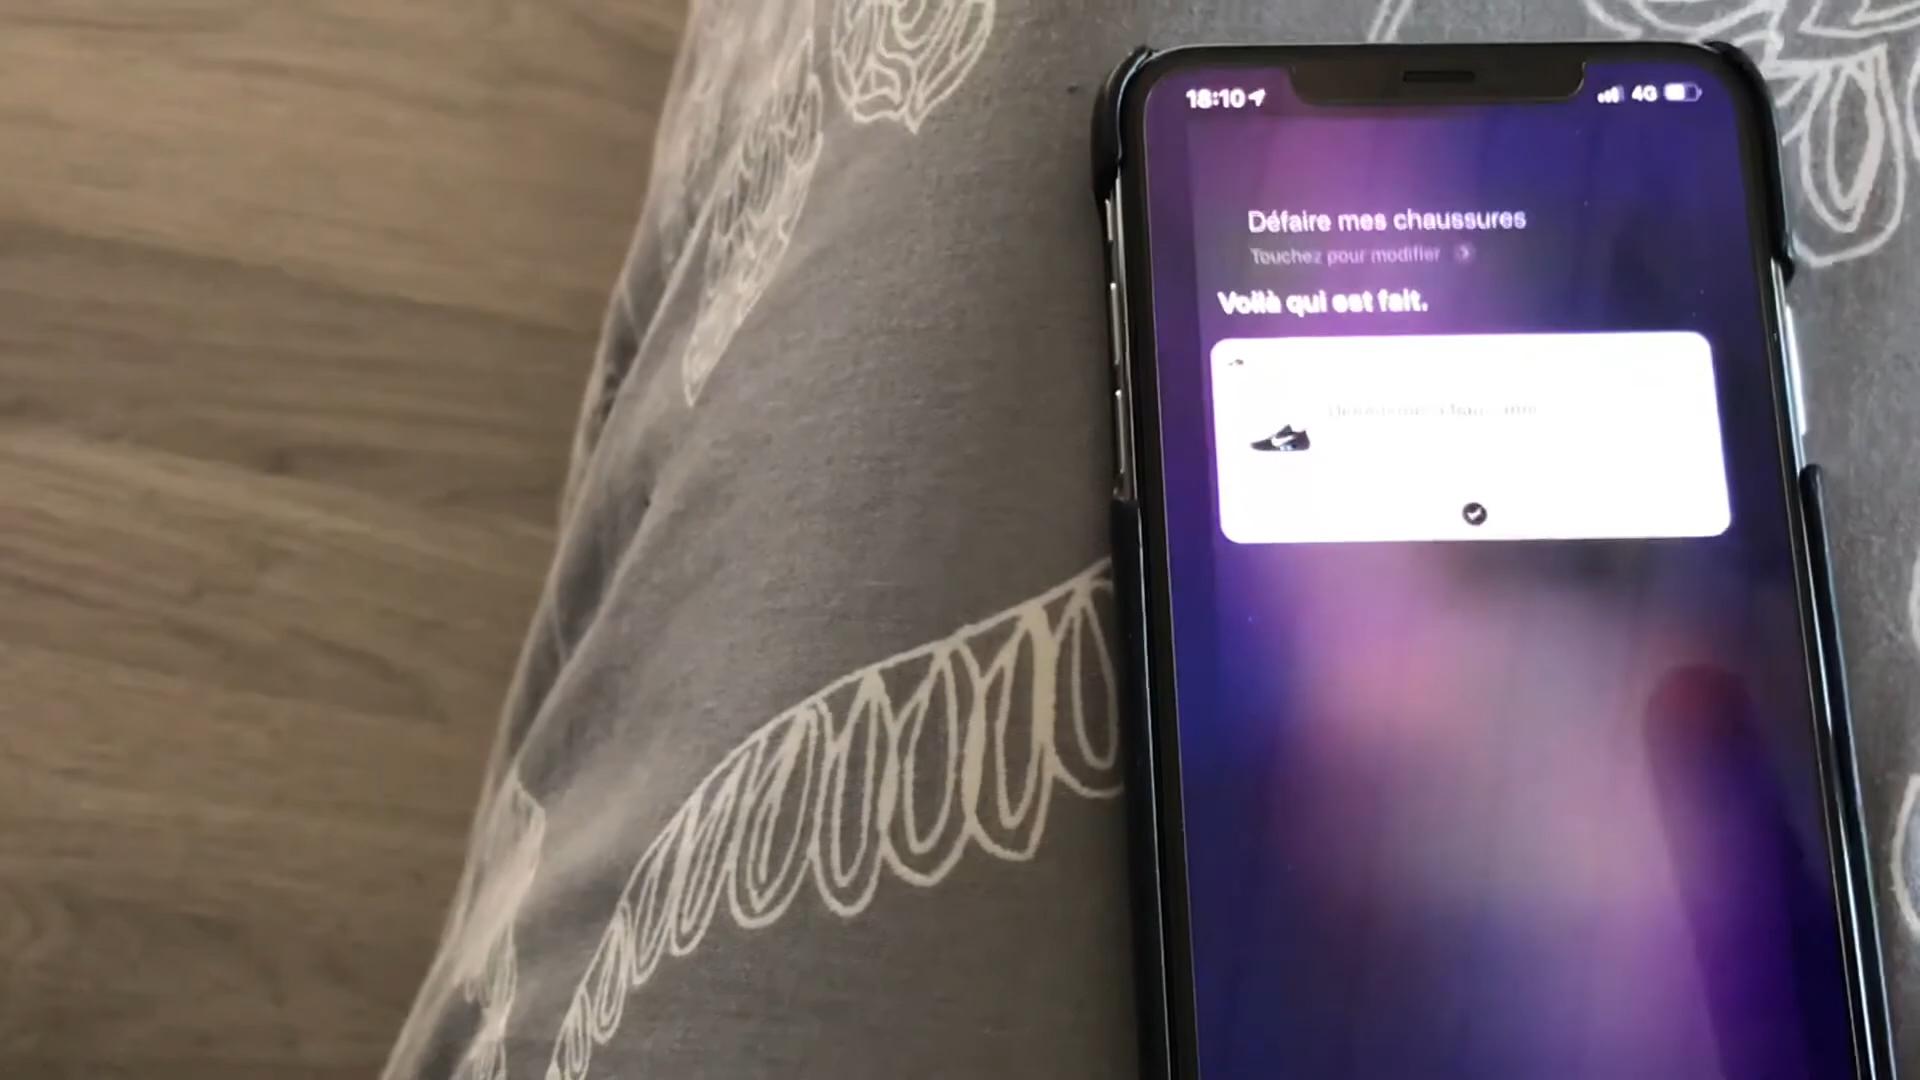 18:10
4G
Défaire mes chaussures
Touchez pour modifier
Voilà qui est fait.